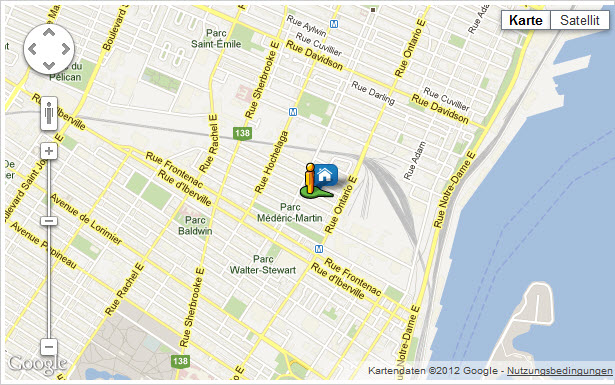 Karte
Satellit
Rue Aylwin
Parc
Saint-Émile
Rue Cuvillier
Rue Davidson
Boulevard
Rue Ontario E
Rue Sherbrooke E
du
Pélican
Rue Darling
Rue Cuvillier
Rue Davidson
M
Rue d'Iberville
Rue Rachel E
138
Rue Hochelaga
Rue Adam
Rue Frontenac
Rue d'Iberville
Boulevard Saint
Rue Notre-Dame E
Parc
Médéric-Martin
Rue Ontario E
Avenue de Lorimier
Parc
Baldwin
Avenue Papineau
M
Parc
Walter-Stewart
Rue Frontenac
Rue d'Iberville
Rue Rachel E
Rue Sherbrooke E
Rue Notre-Dame E
138
Google
Kartendaten ©2012 Google - Nutzungsbedingungen